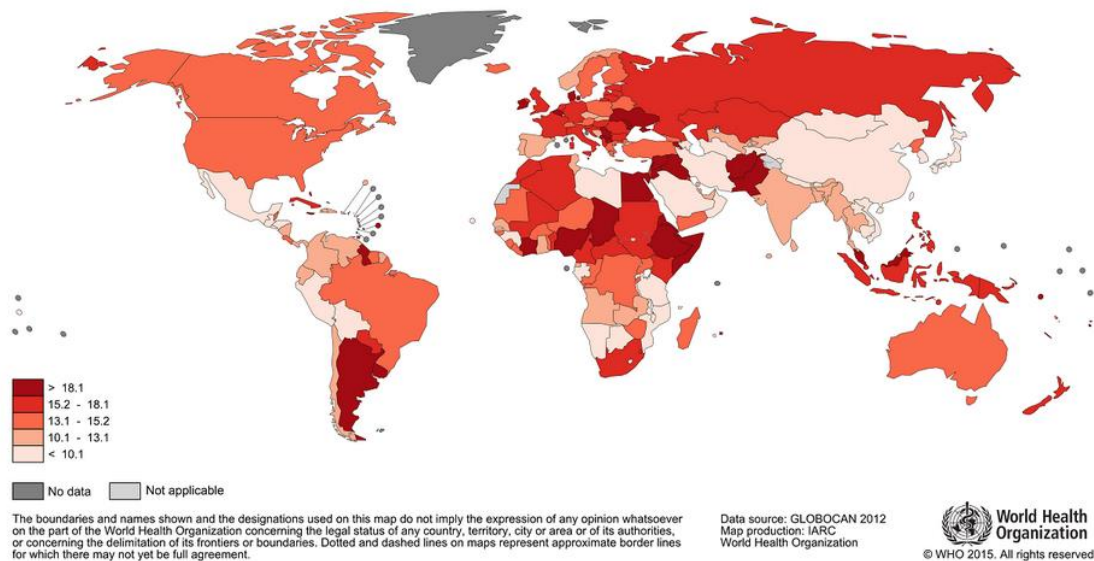 > 18.1
15.2 - 18.1
13.1 - 15.2
10.1 - 13.1
< 10.1
No data
Not applicable
The boundaries and names shown and the designations used on this map do not imply the expression of any opinion whatsoever
on the part of the World Health Organization concerning the legal status of any country, territory, city or area or of its authorities,
or concerning the delimitation of its frontiers or boundaries. Dotted and dashed lines on maps represent approximate border lines
for which there may not yet be full agreement.
Data source: GLOBOCAN 2012
Map production: IARC
World Health Organization
World Health
Organization
© WHO 2015. All rights reserved